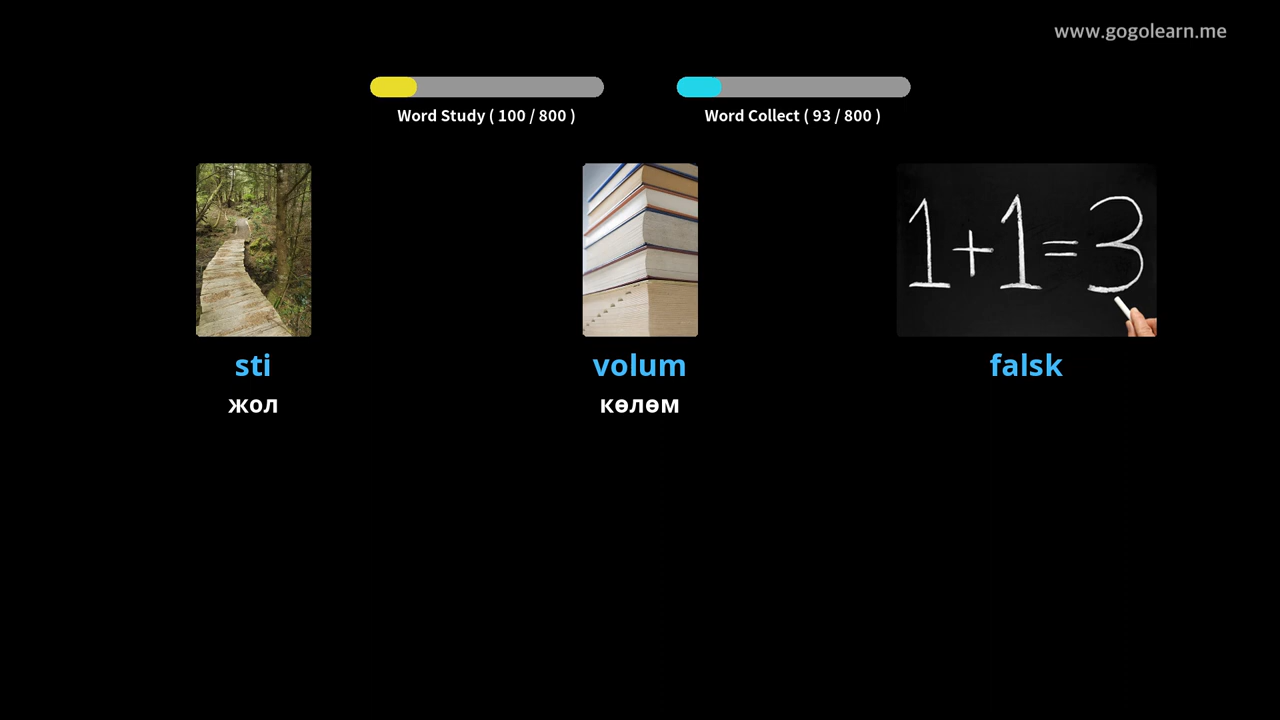 www.gogolearn.me
Word Study ( 100 / 800 )
Word Collect ( 93 / 800 )
1+1=3
sti
volum
falsk
жол
көлөм